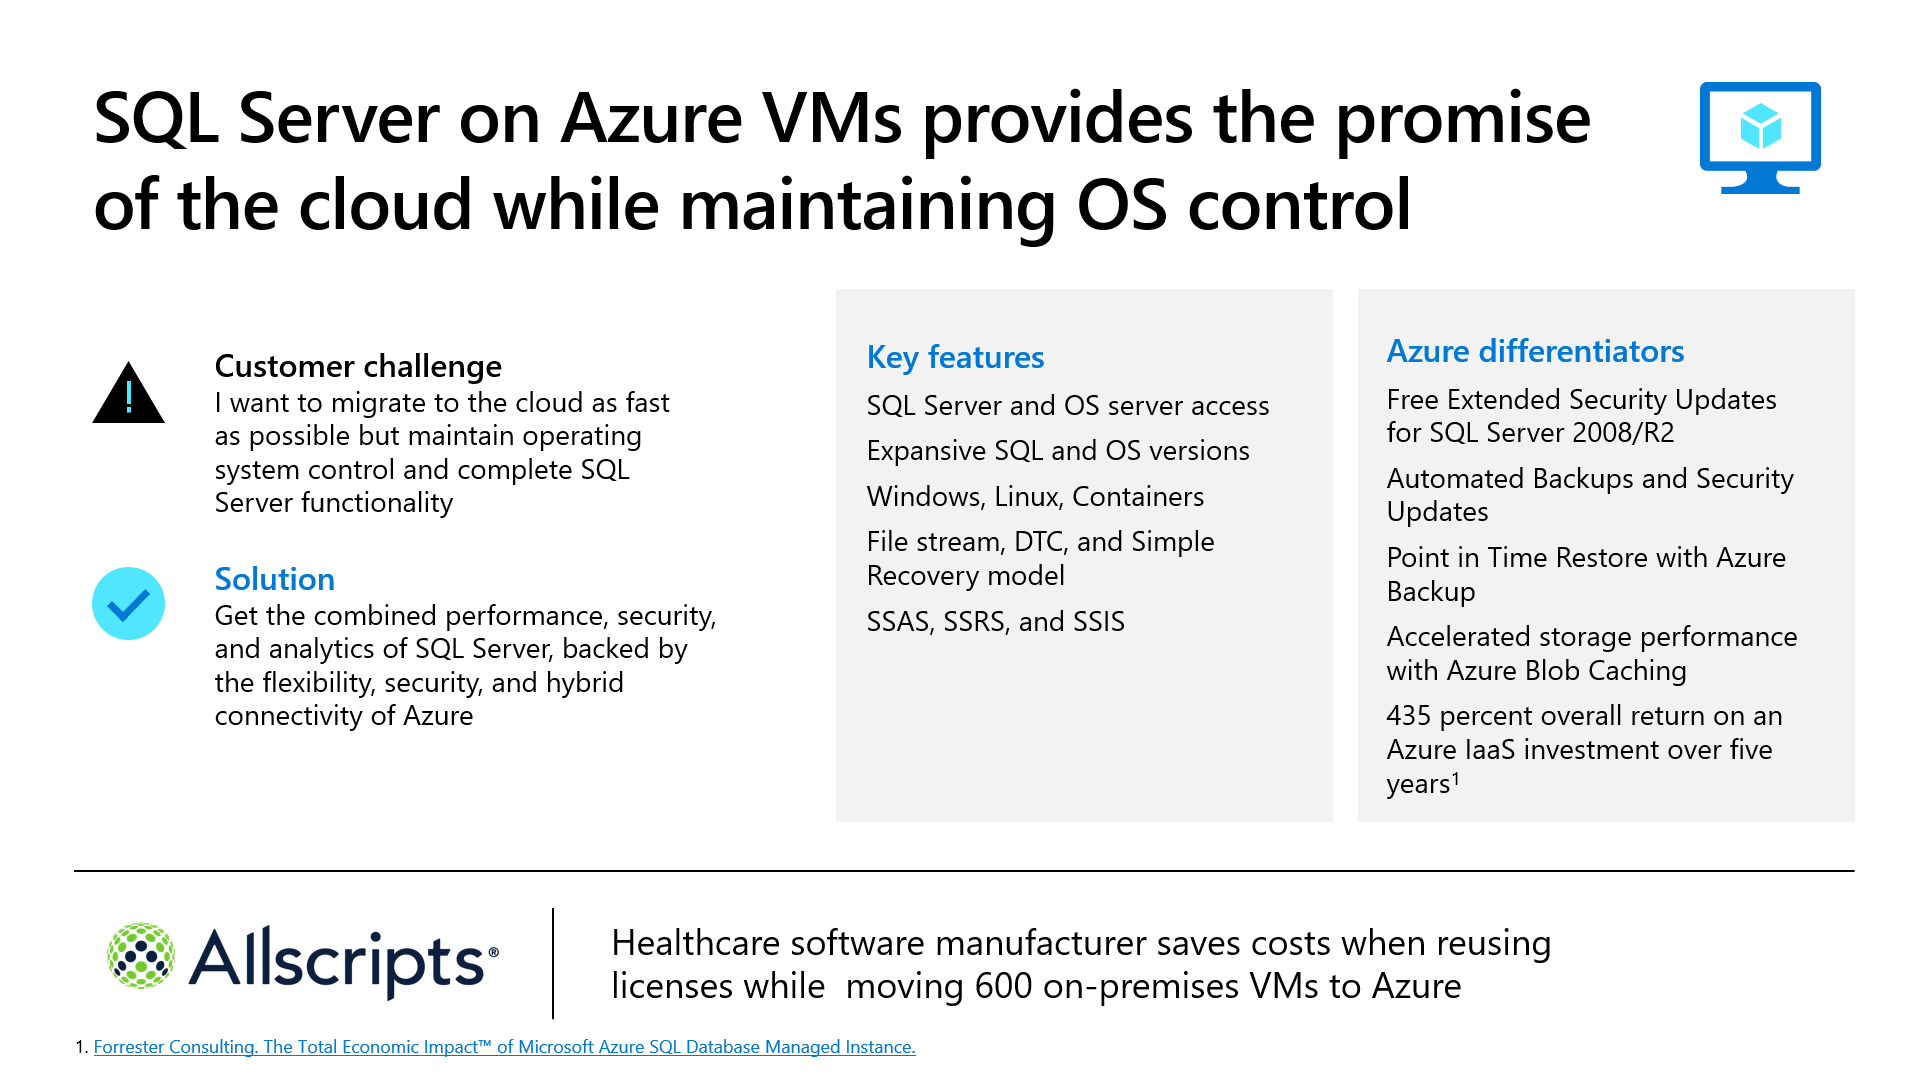 SQL Server on Azure VMs provides the promise
of the cloud while maintaining OS control
Customer challenge
I want to migrate to the cloud as fast
as possible but maintain operating
system control and complete SQL
Server functionality
Solution
Get the combined performance, security,
and analytics of SQL Server, backed by
the flexibility, security, and hybrid
connectivity of Azure
Key features
SQL Server and OS server access
Expansive SQL and OS versions
Windows, Linux, Containers
File stream, DTC, and Simple
Recovery model
SSAS, SSRS, and SSIS
Azure differentiators
Free Extended Security Updates
for SQL Server 2008/R2
Automated Backups and Security
Updates
Point in Time Restore with Azure
Backup
Accelerated storage performance
with Azure Blob Caching
435 percent overall return on an
Azure IaaS investment over five
years¹
Allscripts®
Healthcare software manufacturer saves costs when reusing
licenses while  moving 600 on-premises VMs to Azure
1. Forrester Consulting. The Total Economic Impact™ of Microsoft Azure SQL Database Managed Instance.